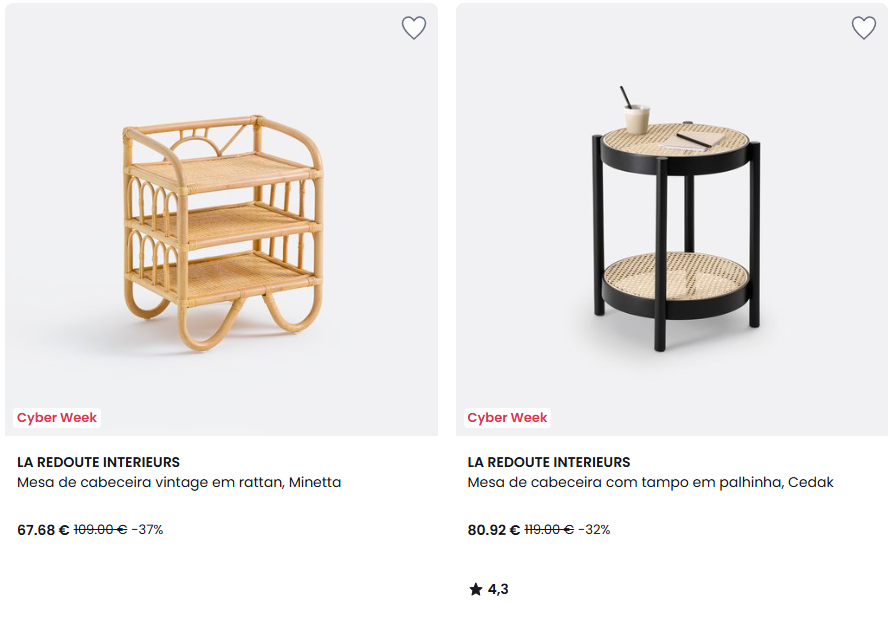 Cyber Week
LA REDOUTE INTERIEURS
Mesa de cabeceira vintage em rattan, Minetta
67.68 € 109.00 € -37%
Cyber Week
LA REDOUTE INTERIEURS
Mesa de cabeceira com tampo em palhinha, Cedak
80.92 € 119.00 € -32%
4,3